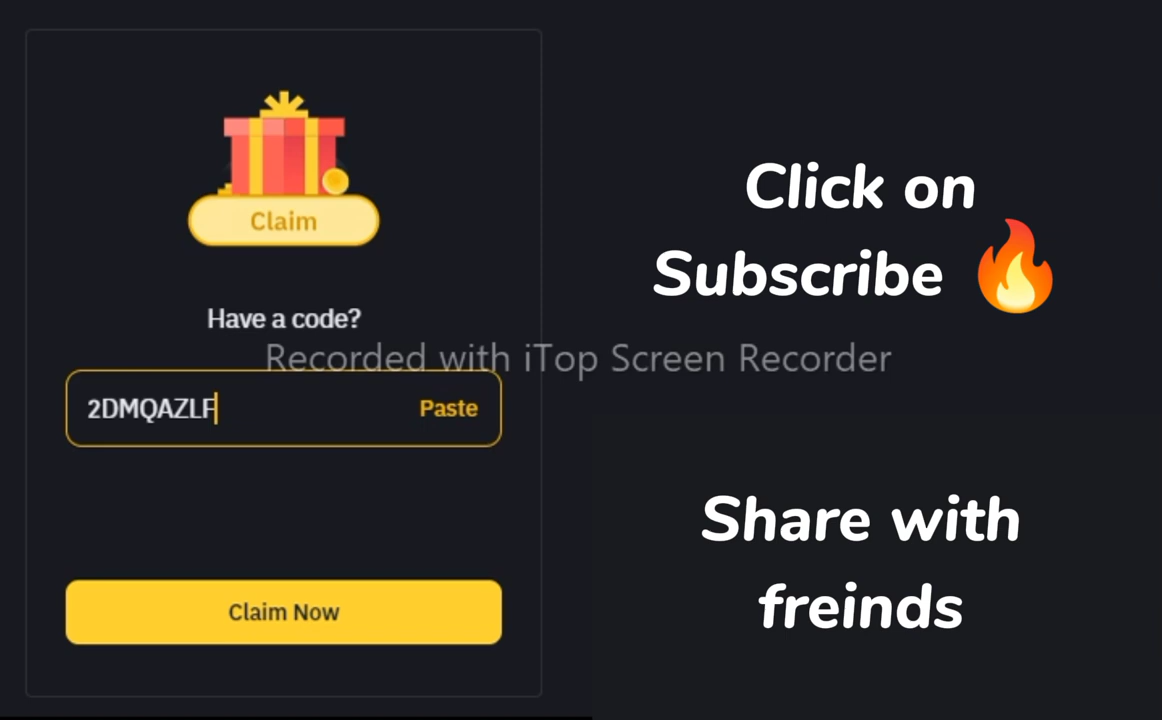 Claim
Have a code?
2DMQAZLF
Paste
Claim Now
Click on
Subscribe 🔥
Recorded with iTop Screen Recorder
Share with
freinds